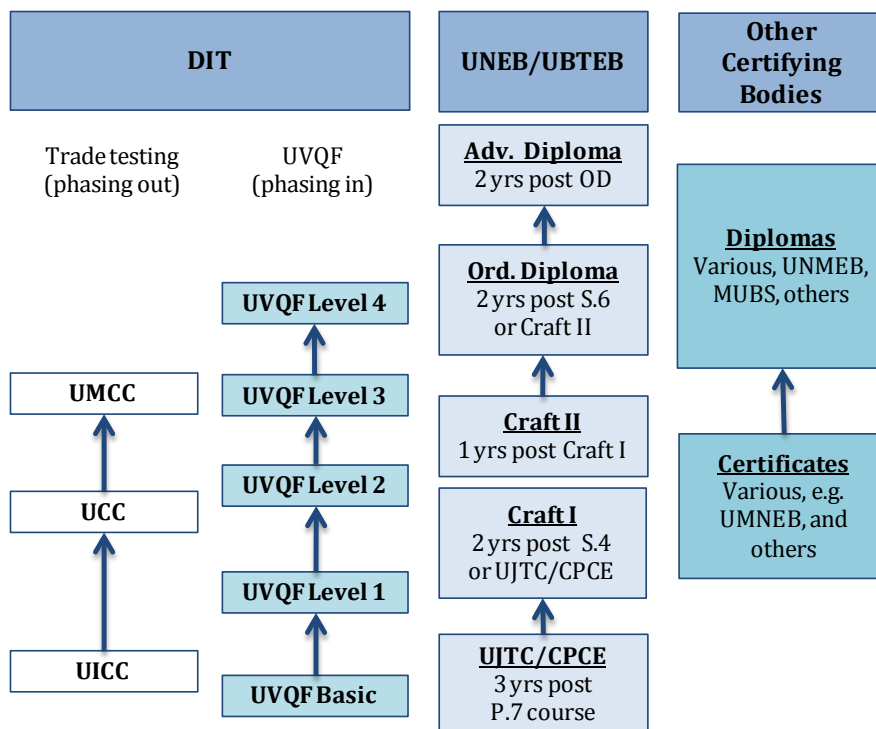 DIT
Trade testing
(phasing out)
UMCC
UCC
UICC
UVQF
(phasing in)
UVQF Level 4
UVQF Level 3
UVQF Level 2
UVQF Level 1
UVQF Basic
UNEB/UBTEB
Adv. Diploma
2 yrs post OD
Ord. Diploma
2 yrs post S.6
or Craft II
Craft II
1 yrs post Craft I
Craft I
2 yrs post S.4
or UJTC/CPCE
UJTC/CPCE
3 yrs post
P.7 course
Other
Certifying
Bodies
Diplomas
Various, UNMEB,
MUBS, others
Certificates
Various, e.g.
UMNEB, and
others